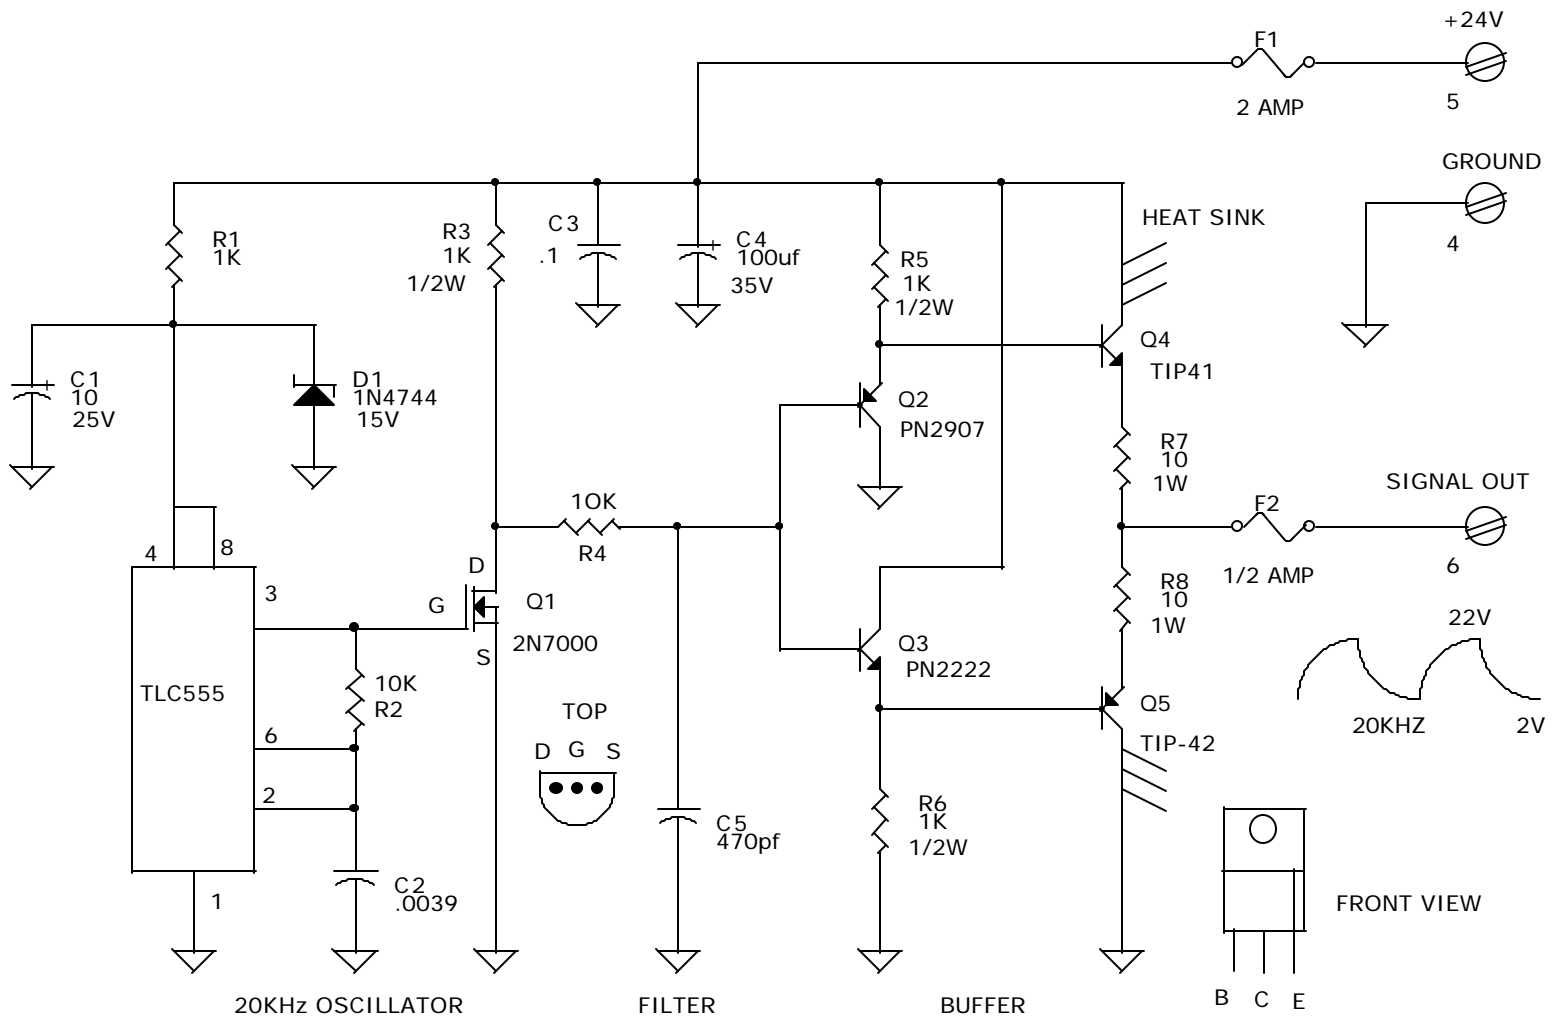 +24V
F1
2 AMP
5
GROUND
4
HEAT SINK
R1
1K
R3
1K
1/2W
C3
.1
C4
100uf
35V
R5
1K
1/2W
Q4
TIP41
C1
10
25V
D1
1N4744
15V
Q2
PN2907
R7
10
1W
SIGNAL OUT
F2
1/2 AMP
6
10K
R4
4
8
3
D
G
S
Q1
2N7000
R8
10
1W
22V
20KHZ
2V
TLC555
10K
R2
6
2
1
TOP
D G S
Q3
PN2222
Q5
TIP-42
C5
470pf
R6
1K
1/2W
C2
.0039
FRONT VIEW
B C E
20KHz OSCILLATOR
FILTER
BUFFER